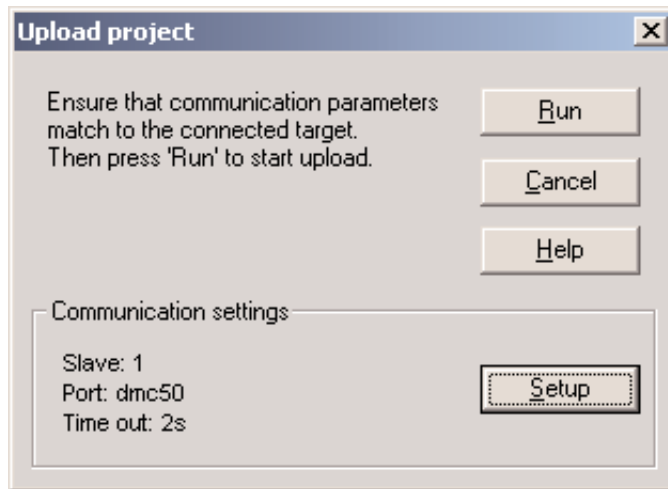 Upload project
Ensure that communication parameters
match to the connected target.
Then press 'Run' to start upload.
Run
Cancel
Help
Communication settings
Slave: 1
Port: dmc50
Time out: 2s
Setup